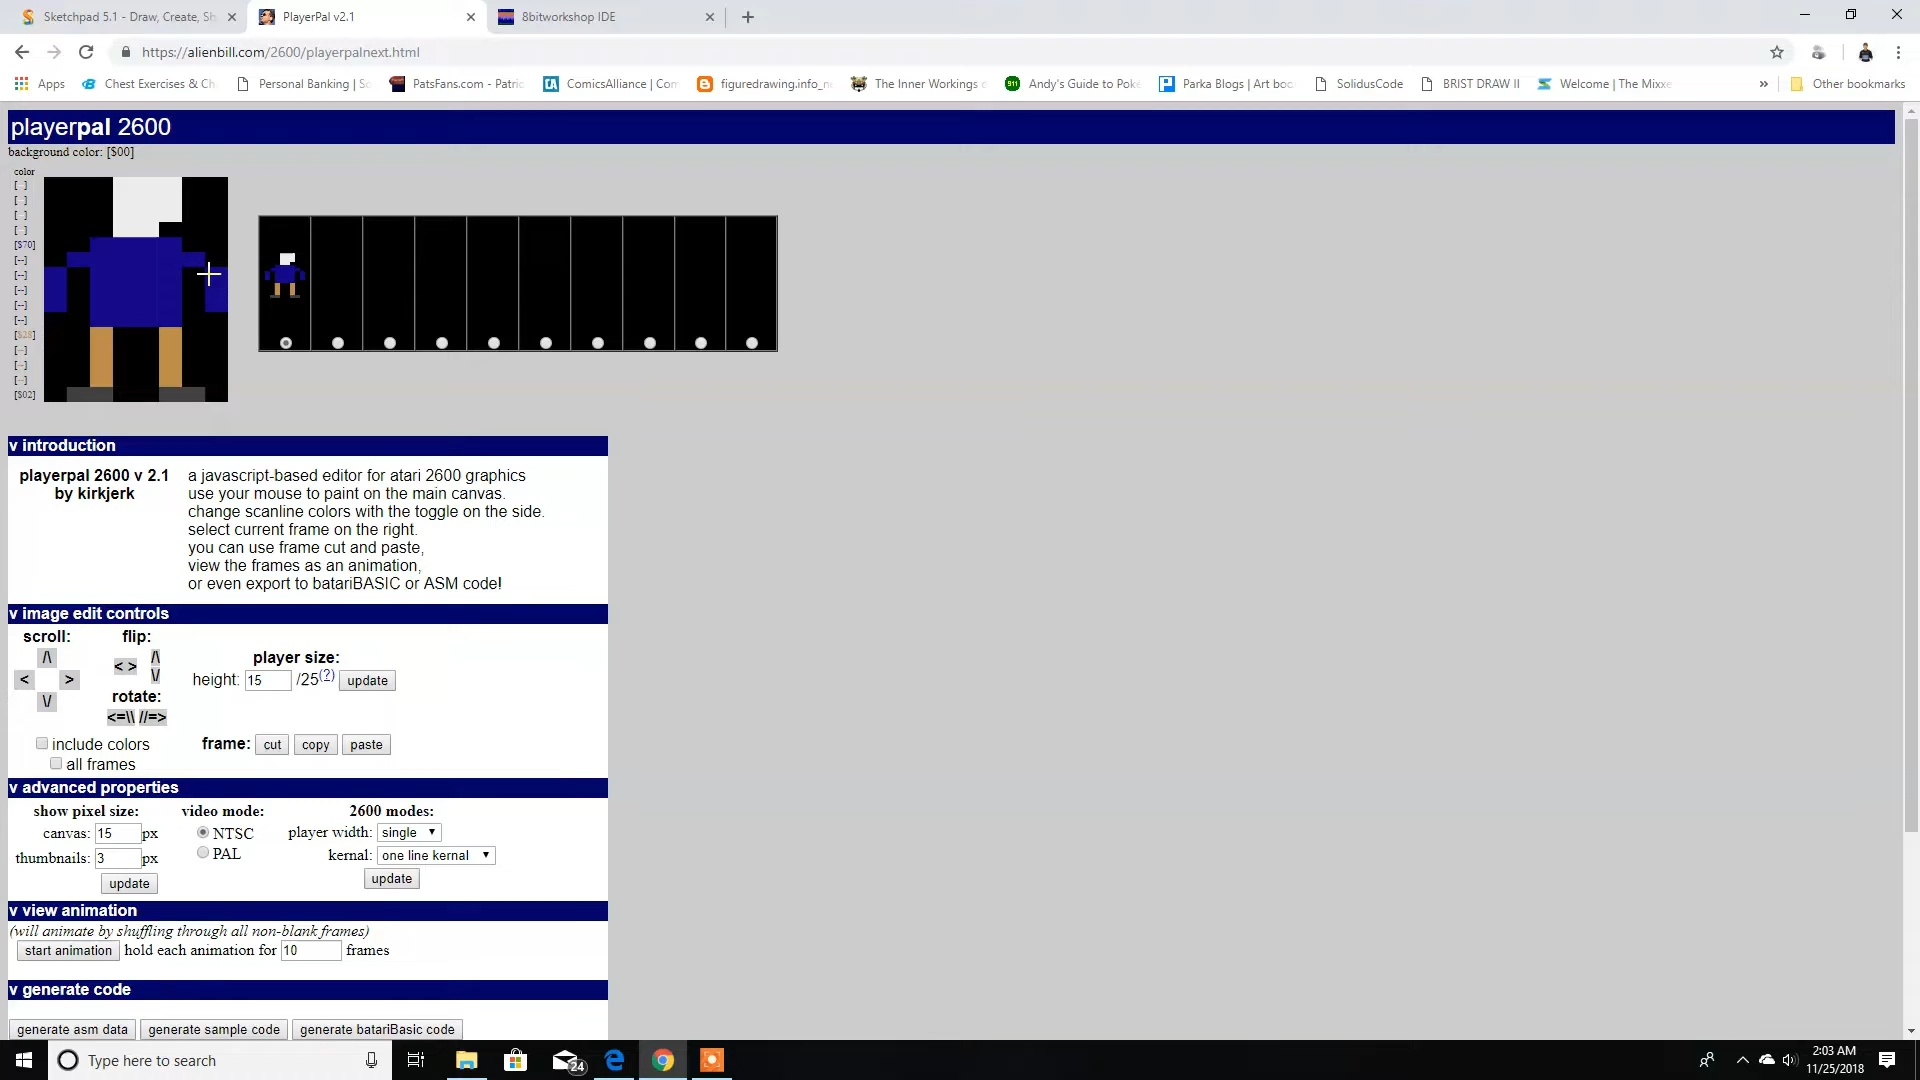 Sketchpad 5.1 - Draw, Create, Sh
PlayerPal v2.1
8bitworkshop IDE
https://alienbill.com/2600/playerpalnext.html
Apps
Chest Exercises & Ch
Personal Banking | So
PatsFans.com - Patric
ComicsAlliance | Com
figuredrawing.info_ne
The Inner Workings o
Andy's Guide to Poke
Parka Blogs | Art boo
SolidusCode
BRIST DRAW II
Welcome | The Mixxe
»
Other bookmarks
playerpal 2600
background color: [$00]
color
[--]
[--]
[--]
[--]
[$70]
[--]
[--]
[--]
[--]
[--]
[$28]
[--]
[--]
[--]
[$02]
v introduction
playerpal 2600 v 2.1
by kirkjerk
a javascript-based editor for atari 2600 graphics
use your mouse to paint on the main canvas.
change scanline colors with the toggle on the side.
select current frame on the right.
you can use frame cut and paste,
view the frames as an animation,
or even export to batariBASIC or ASM code!
v image edit controls
scroll:
/\
< >
\/
flip:
< > /\
\/
rotate:
<=\\ //=>
player size:
height: 15 /25(?) update
include colors
all frames
frame: cut copy paste
v advanced properties
show pixel size:
canvas: 15 px
thumbnails: 3 px
update
video mode:
NTSC
PAL
2600 modes:
player width: single
kernal: one line kernal
update
v view animation
(will animate by shuffling through all non-blank frames)
start animation hold each animation for 10 frames
v generate code
generate asm data generate sample code generate batariBasic code
Type here to search
24
2:03 AM
11/25/2018